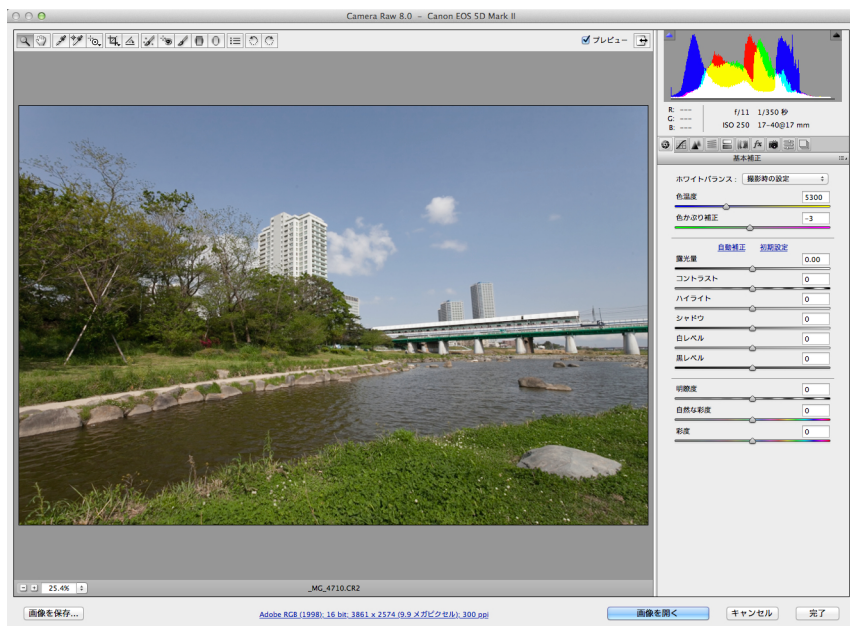 Camera Raw 8.0 – Canon EOS 5D Mark II
プレビュー
R: ---
G: ---
B: ---
f/11 1/350 秒
ISO 250 17-40@17 mm
基本補正
ホワイトバランス： 撮影時の設定
色温度 5300
色かぶり補正 -3
自動補正 初期設定
露光量 0.00
コントラスト 0
ハイライト 0
シャドウ 0
白レベル 0
黒レベル 0
明瞭度 0
自然な彩度 0
彩度 0
25.4%
_MG_4710.CR2
画像を保存...
Adobe RGB (1998); 16 bit; 3861 x 2574 (9.9 メガピクセル); 300 ppi
画像を開く
キャンセル
完了